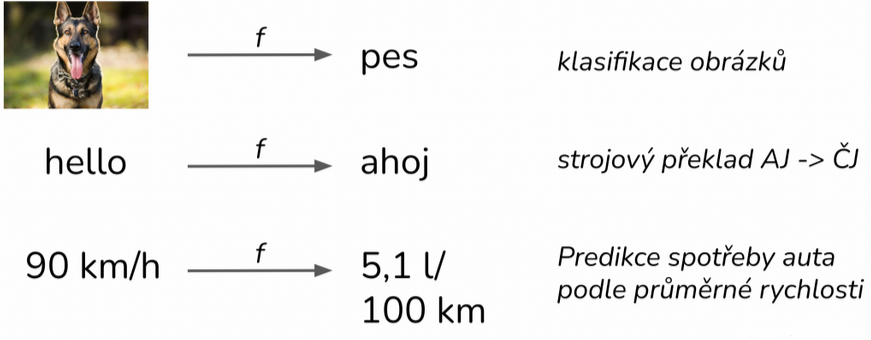 f
pes
klasifikace obrázků
hello
f
ahoj
strojový překlad AJ -> ČJ
90 km/h
f
5,1 l/
100 km
Predikce spotřeby auta
podle průměrné rychlosti